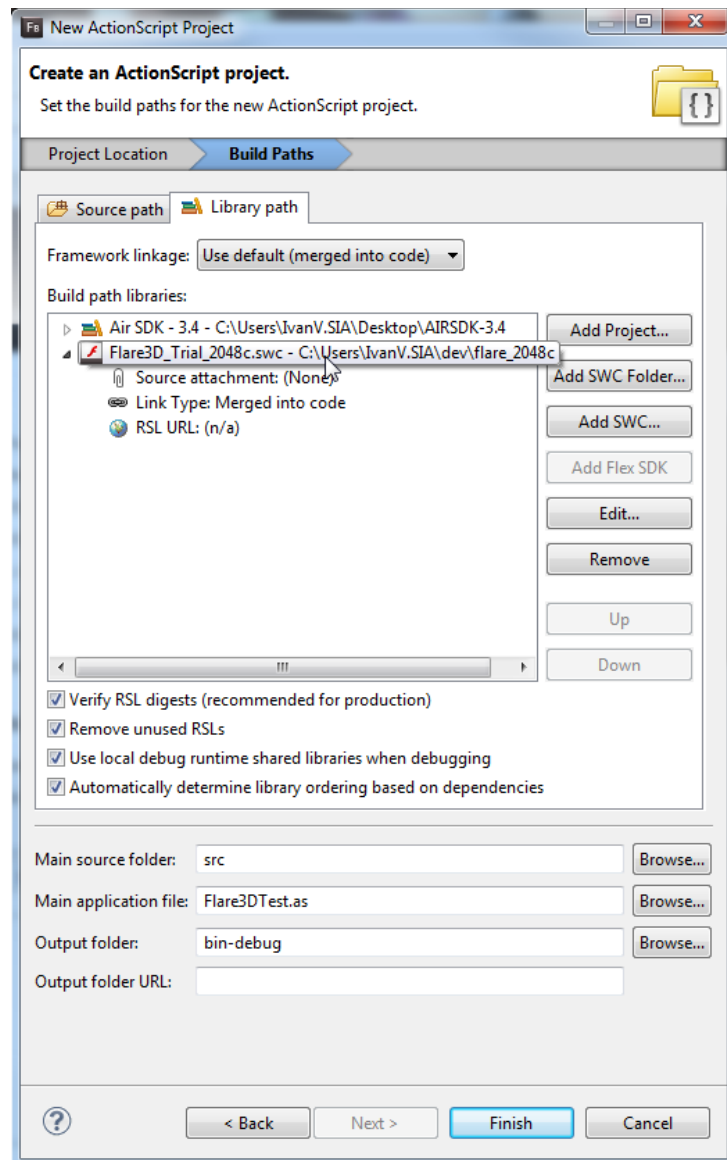 Fb New ActionScript Project
Create an ActionScript project.
Set the build paths for the new ActionScript project.
{}
Project Location Build Paths
Source path Library path
Framework linkage: Use default (merged into code)
Build path libraries:
Air SDK - 3.4 - C:\Users\IvanV.SIA\Desktop\AIRSDK-3.4
Add Project...
Flare3D_Trial_2048c.swc - C:\Users\IvanV.SIA\dev\flare_2048c
Source attachment: (None)
Add SWC Folder...
Link Type: Merged into code
RSL URL: (n/a)
Add SWC...
Add Flex SDK
Edit...
Remove
Up
Down
Verify RSL digests (recommended for production)
Remove unused RSLs
Use local debug runtime shared libraries when debugging
Automatically determine library ordering based on dependencies
Main source folder: src Browse...
Main application file: Flare3DTest.as Browse...
Output folder: bin-debug Browse...
Output folder URL:
? < Back Next > Finish Cancel